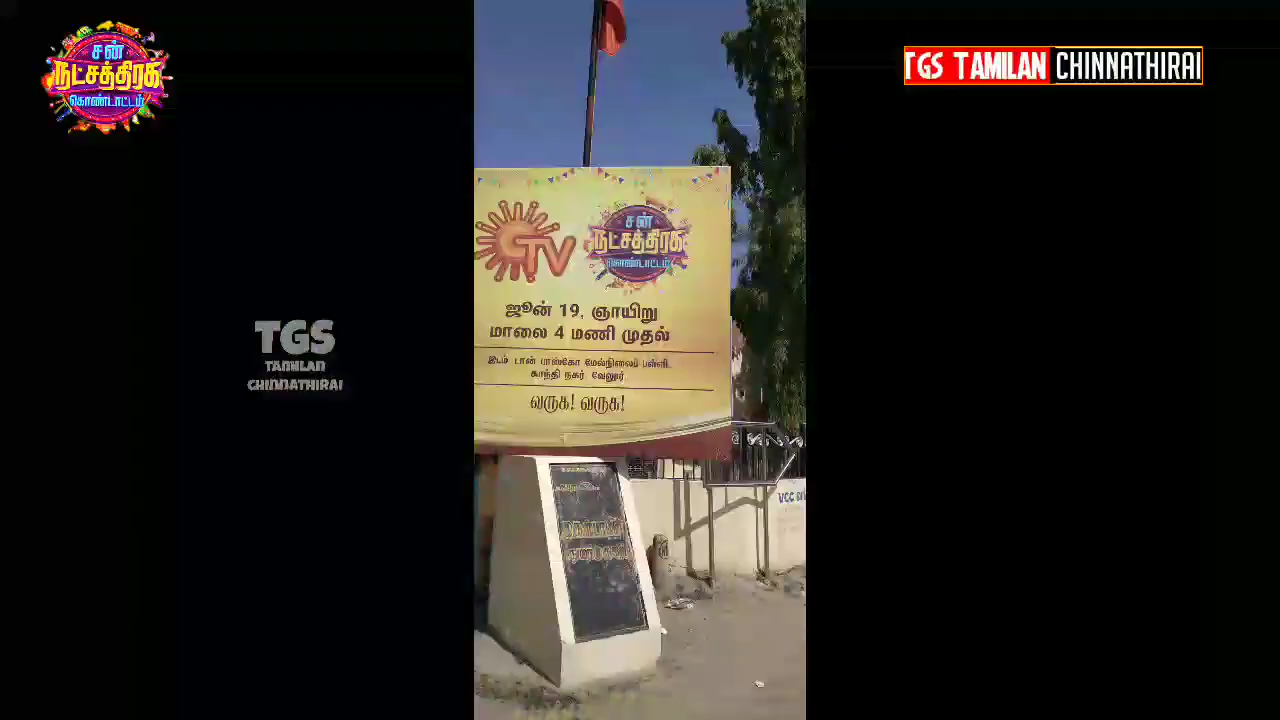 சன்
நட்சத்திரக
கொண்டாட்டம்
TGS TAMILAN CHINNATHIRAI
TV
சன்
நட்சத்திரக
கொண்டாட்டம்
ஜூன் 19, ஞாயிறு
மாலை 4 மணி முதல்
இடம் டான் பாஸ்கோ மேல்நிலைப் பள்ளி,
காந்தி நகர் வேலூர்
வருக! வருக!
TGS
TAMILAN
CHINNATHIRAI
VCC